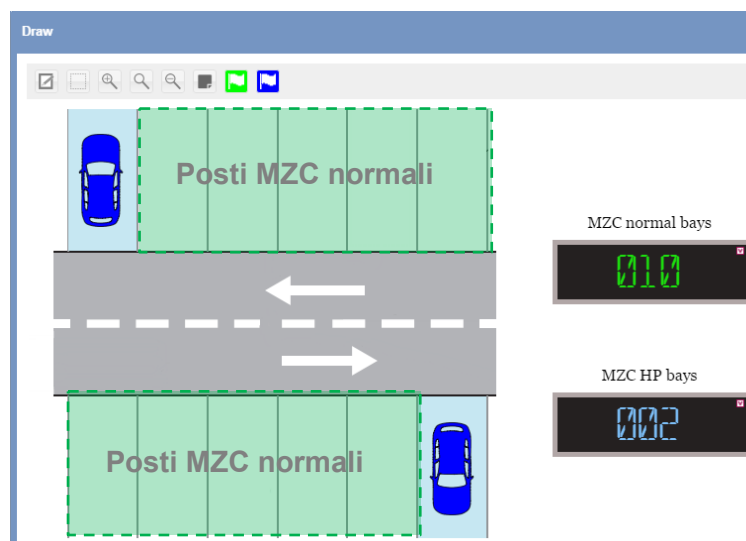 Draw
Posti MZC normali
MZC normal bays
010
MZC HP bays
002
Posti MZC normali